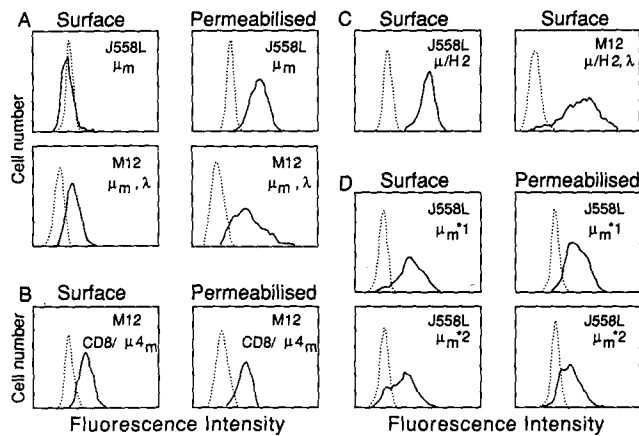 A
Surface
Permeabilised
J558L
μm
J558L
μm
M12
μm, λ
M12
μm, λ
Cell number
B
Surface
Permeabilised
M12
CD8/ μ4m
M12
CD8/ μ4m
Cell number
Fluorescence Intensity
C
Surface
Surface
J558L
μ/H2
M12
μ/H2, λ
D
Surface
Permeabilised
J558L
μm*1
J558L
μm*1
J558L
μm*2
J558L
μm*2
Fluorescence Intensity